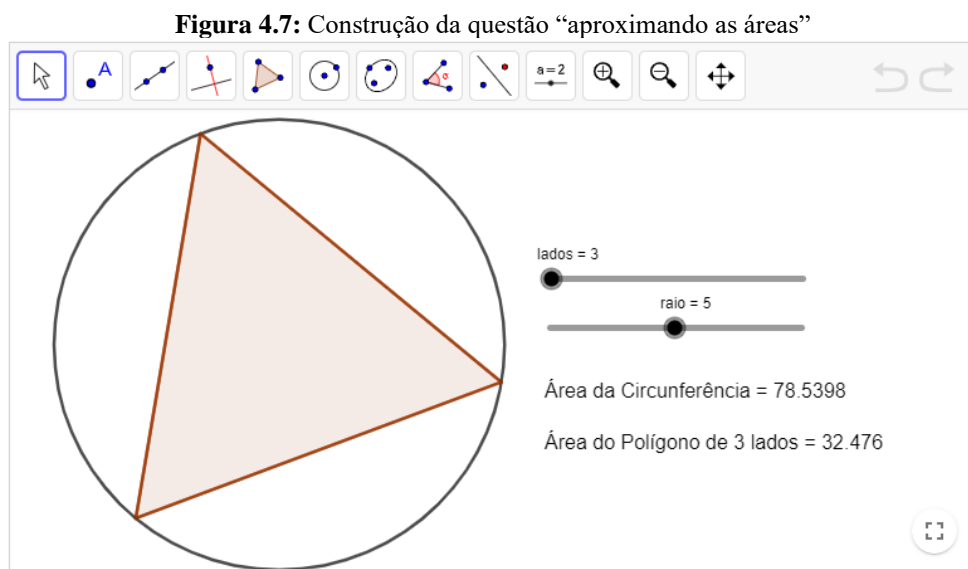 Figura 4.7: Construção da questão “aproximando as áreas”
A
α
a=2
lados = 3
raio = 5
Área da Circunferência = 78.5398
Área do Polígono de 3 lados = 32.476